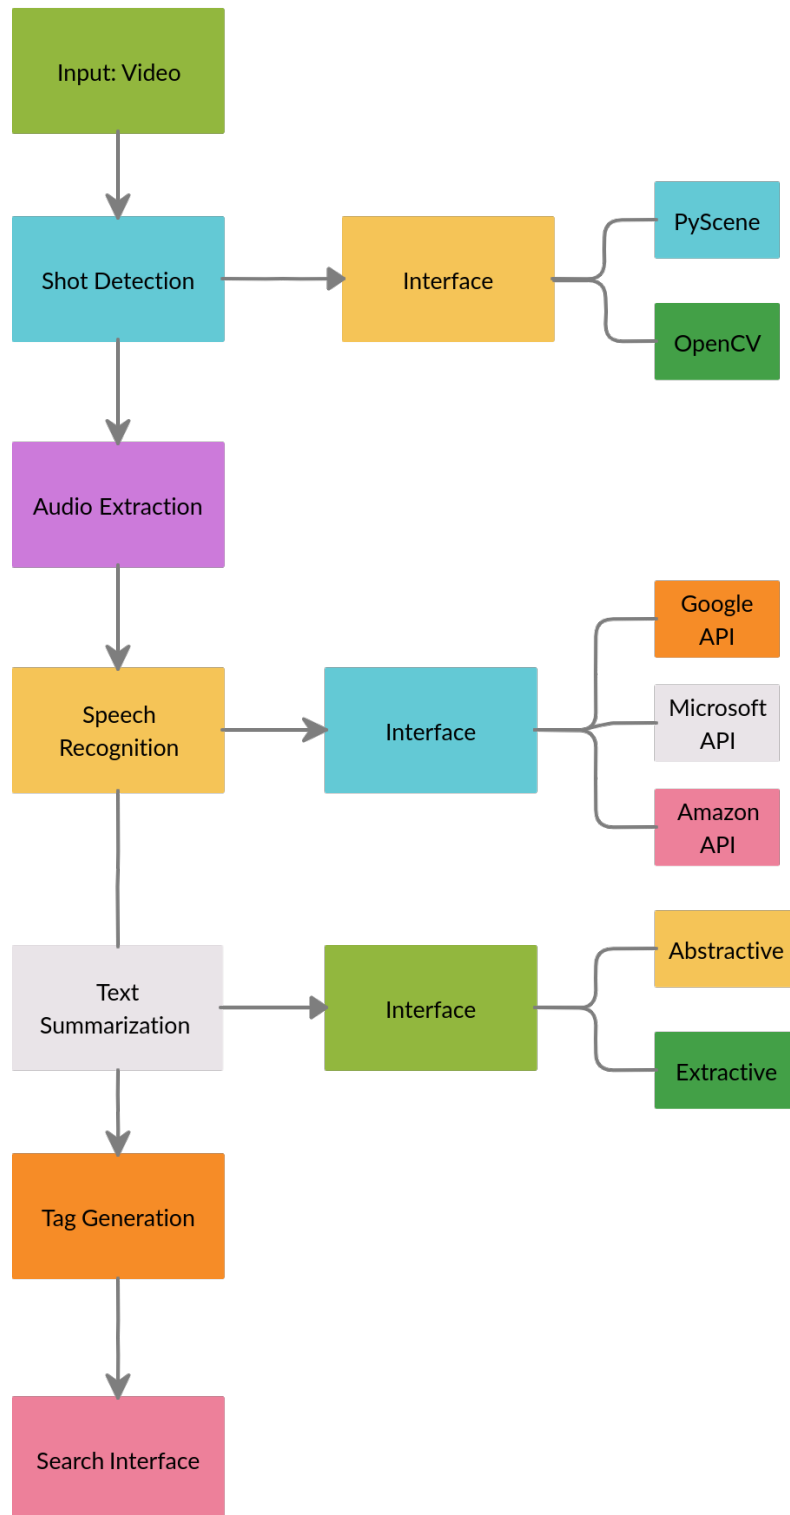 Input: Video
Shot Detection
Interface
PyScene
OpenCV
Audio Extraction
Speech
Recognition
Interface
Google
API
Microsoft
API
Amazon
API
Text
Summarization
Interface
Abstractive
Extractive
Tag Generation
Search Interface